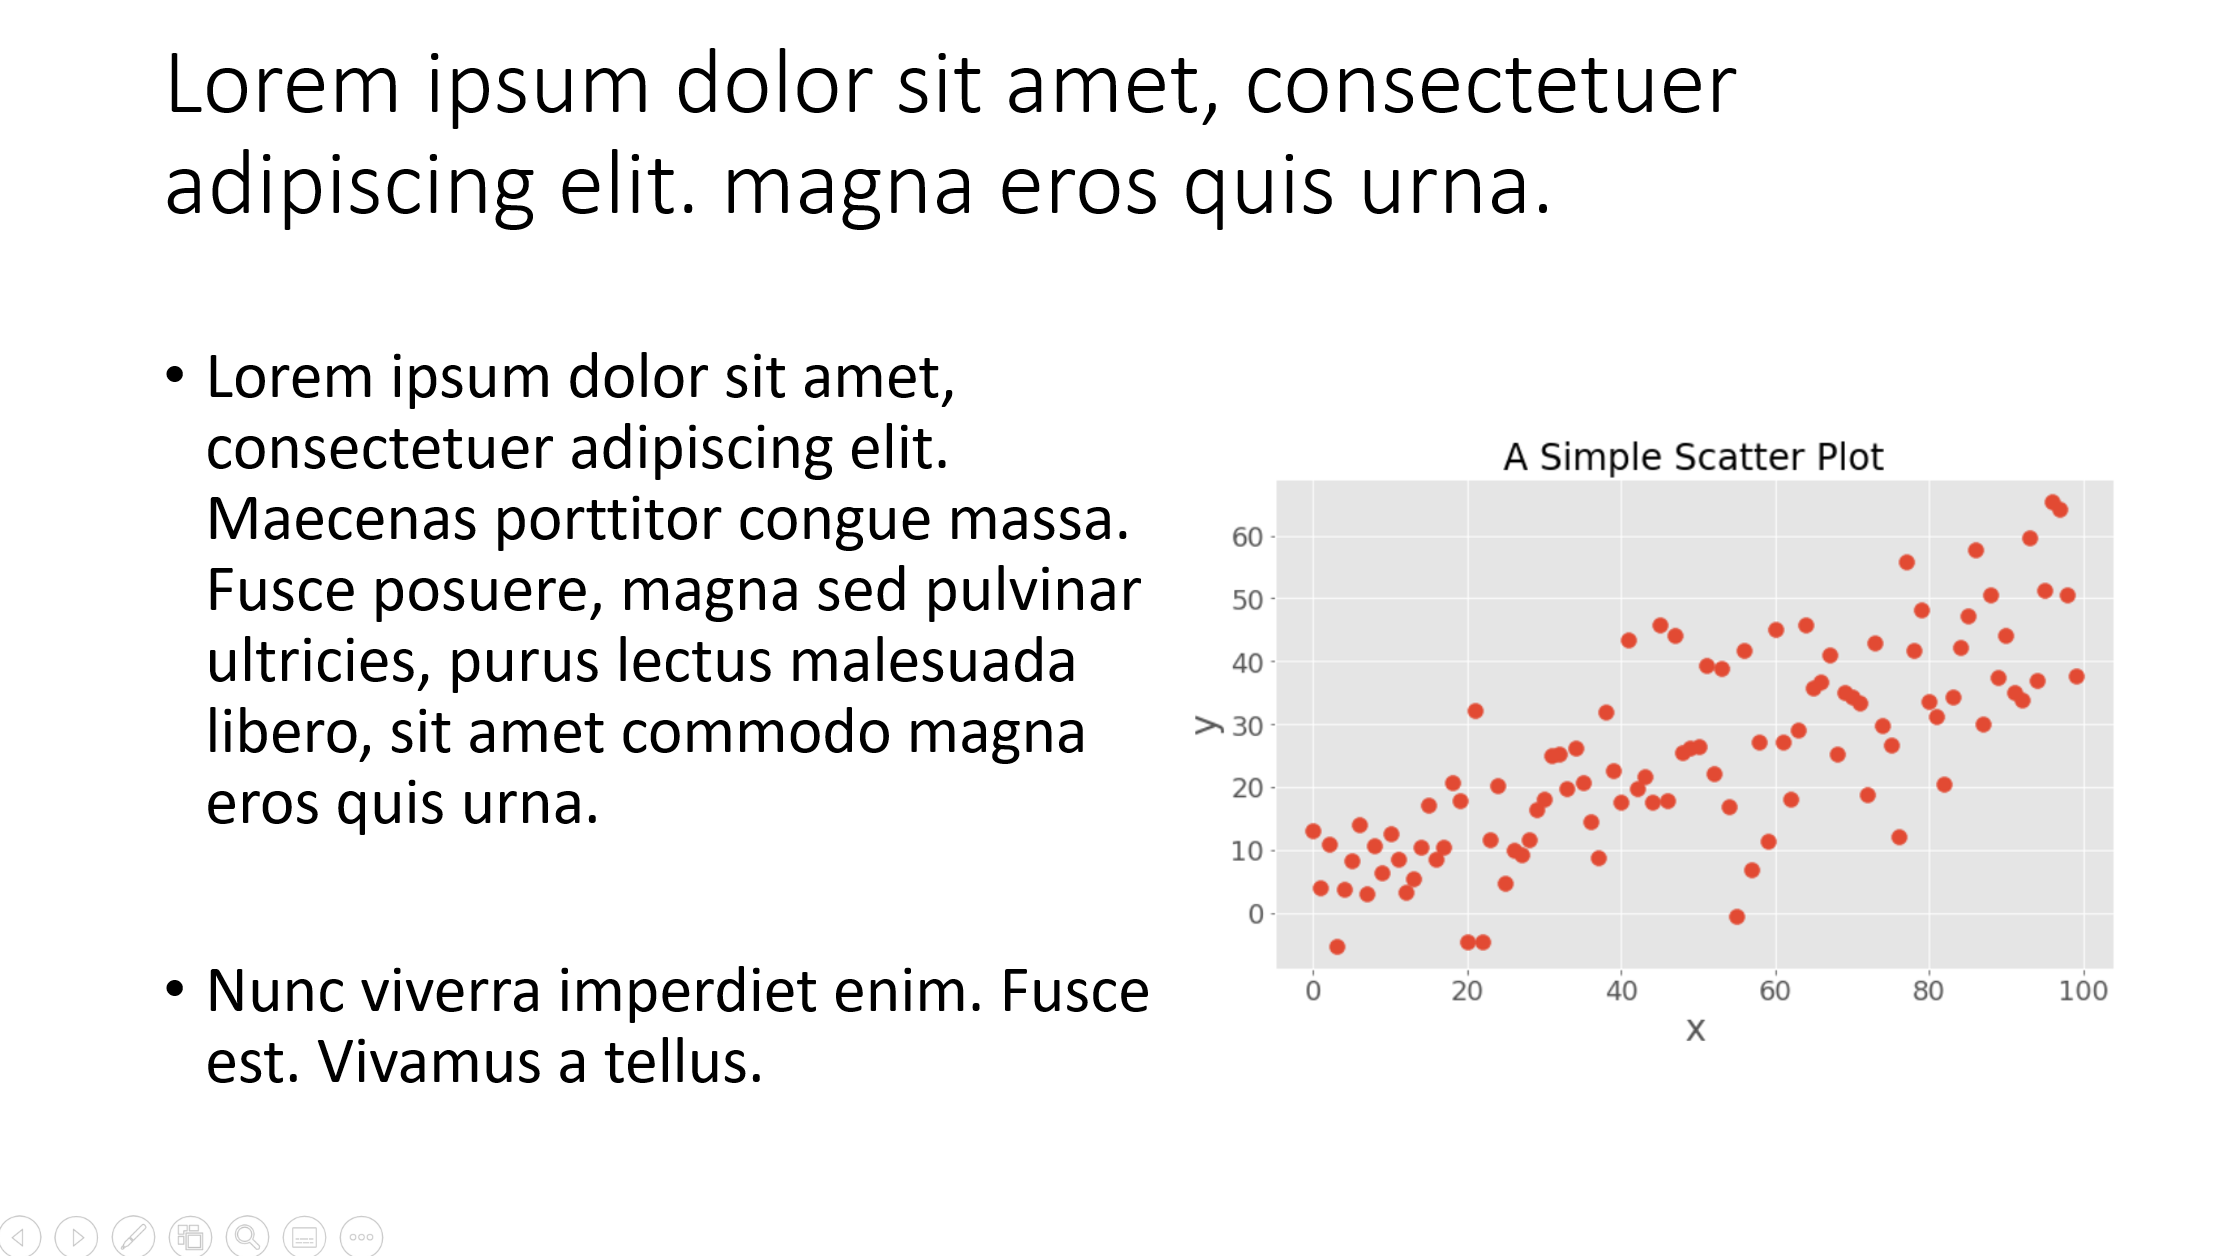 Lorem ipsum dolor sit amet, consectetuer
adipiscing elit. magna eros quis urna.
• Lorem ipsum dolor sit amet,
consectetuer adipiscing elit.
Maecenas porttitor congue massa.
Fusce posuere, magna sed pulvinar
ultricies, purus lectus malesuada
libero, sit amet commodo magna
eros quis urna.
• Nunc viverra imperdiet enim. Fusce
est. Vivamus a tellus.
A Simple Scatter Plot
60
50
40
30
20
10
0
y
0 20 40 60 80 100
x